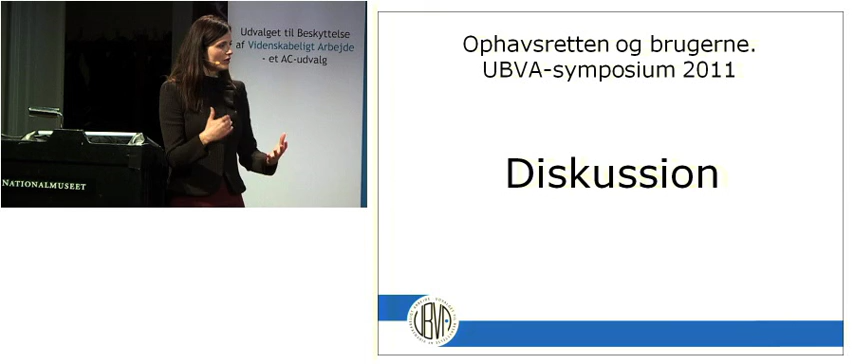 Udvalget til Beskyttelse
af Videnskabeligt Arbejde
- et AC-udvalg
NATIONALMUSEET
Ophavsretten og brugerne.
UBVA-symposium 2011
Diskussion
UBVA